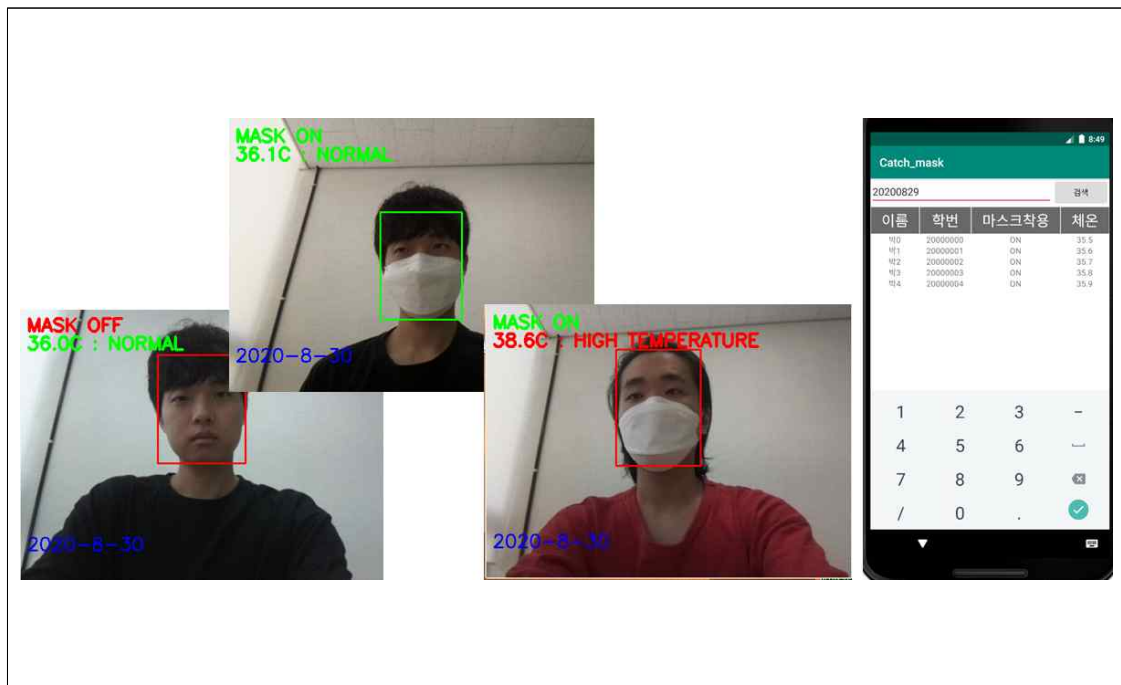 MASK ON
36.1C : NORMAL
2020-8-30
MASK OFF
36.0C : NORMAL
2020-8-30
MASK ON
38.6C : HIGH TEMPERATURE
2020-8-30
8:49
Catch_mask
20200829 검색
이름 학번 마스크착용 체온
박0 20000000 ON 35.5
박1 20000001 ON 35.6
박2 20000002 ON 35.7
박3 20000003 ON 35.8
박4 20000004 ON 35.9
1 2 3 -
4 5 6
7 8 9
/ 0 .